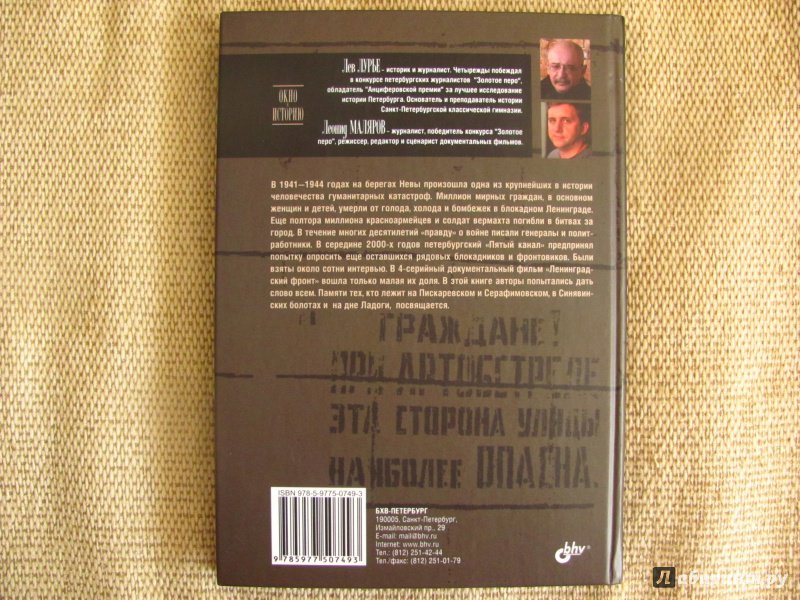 Лев ЛУРЬЕ – историк и журналист. Четырежды побеждал
в конкурсе петербургских журналистов "Золотое перо",
обладатель "Анциферовской премии" за лучшее исследование
истории Петербурга. Основатель и преподаватель истории
Санкт-Петербургской классической гимназии.
ОКНО
В ИСТОРИЮ
Леонид МАЛЯРОВ – журналист, победитель конкурса "Золотое
перо", режиссер, редактор и сценарист документальных фильмов.
В 1941—1944 годах на берегах Невы произошла одна из крупнейших в истории
человечества гуманитарных катастроф. Миллион мирных граждан, в основном
женщин и детей, умерли от голода, холода и бомбежек в блокадном Ленинграде.
Еще полтора миллиона красноармейцев и солдат вермахта погибли в битвах за
город. В течение многих десятилетий «правду» о войне писали генералы и полит-
работники. В середине 2000-х годов петербургский «Пятый канал» предпринял
попытку опросить ещё оставшихся рядовых блокадников и фронтовиков. Были
взяты около сотни интервью. В 4-серийный документальный фильм «Ленинград-
ский фронт» вошла только малая их доля. В этой книге авторы попытались дать
слово всем. Памяти тех, кто лежит на Пискаревском и Серафимовском, в Синявин-
ских болотах и на дне Ладоги, посвящается.
ГРАЖДАНЕ!
ПРИ АРТОБСТРЕЛЕ
ЭТА СТОРОНА УЛИЦЫ
НАИБОЛЕЕ ОПАСНА.
ISBN 978-5-9775-0749-3
9 785977 507493
БХВ-ПЕТЕРБУРГ
190005, Санкт-Петербург,
Измайловский пр., 29
E-mail: mail@bhv.ru
Internet: www.bhv.ru
Тел.: (812) 251-42-44
Тел./факс: (812) 251-01-79
bhv®
Лабиринт.ру